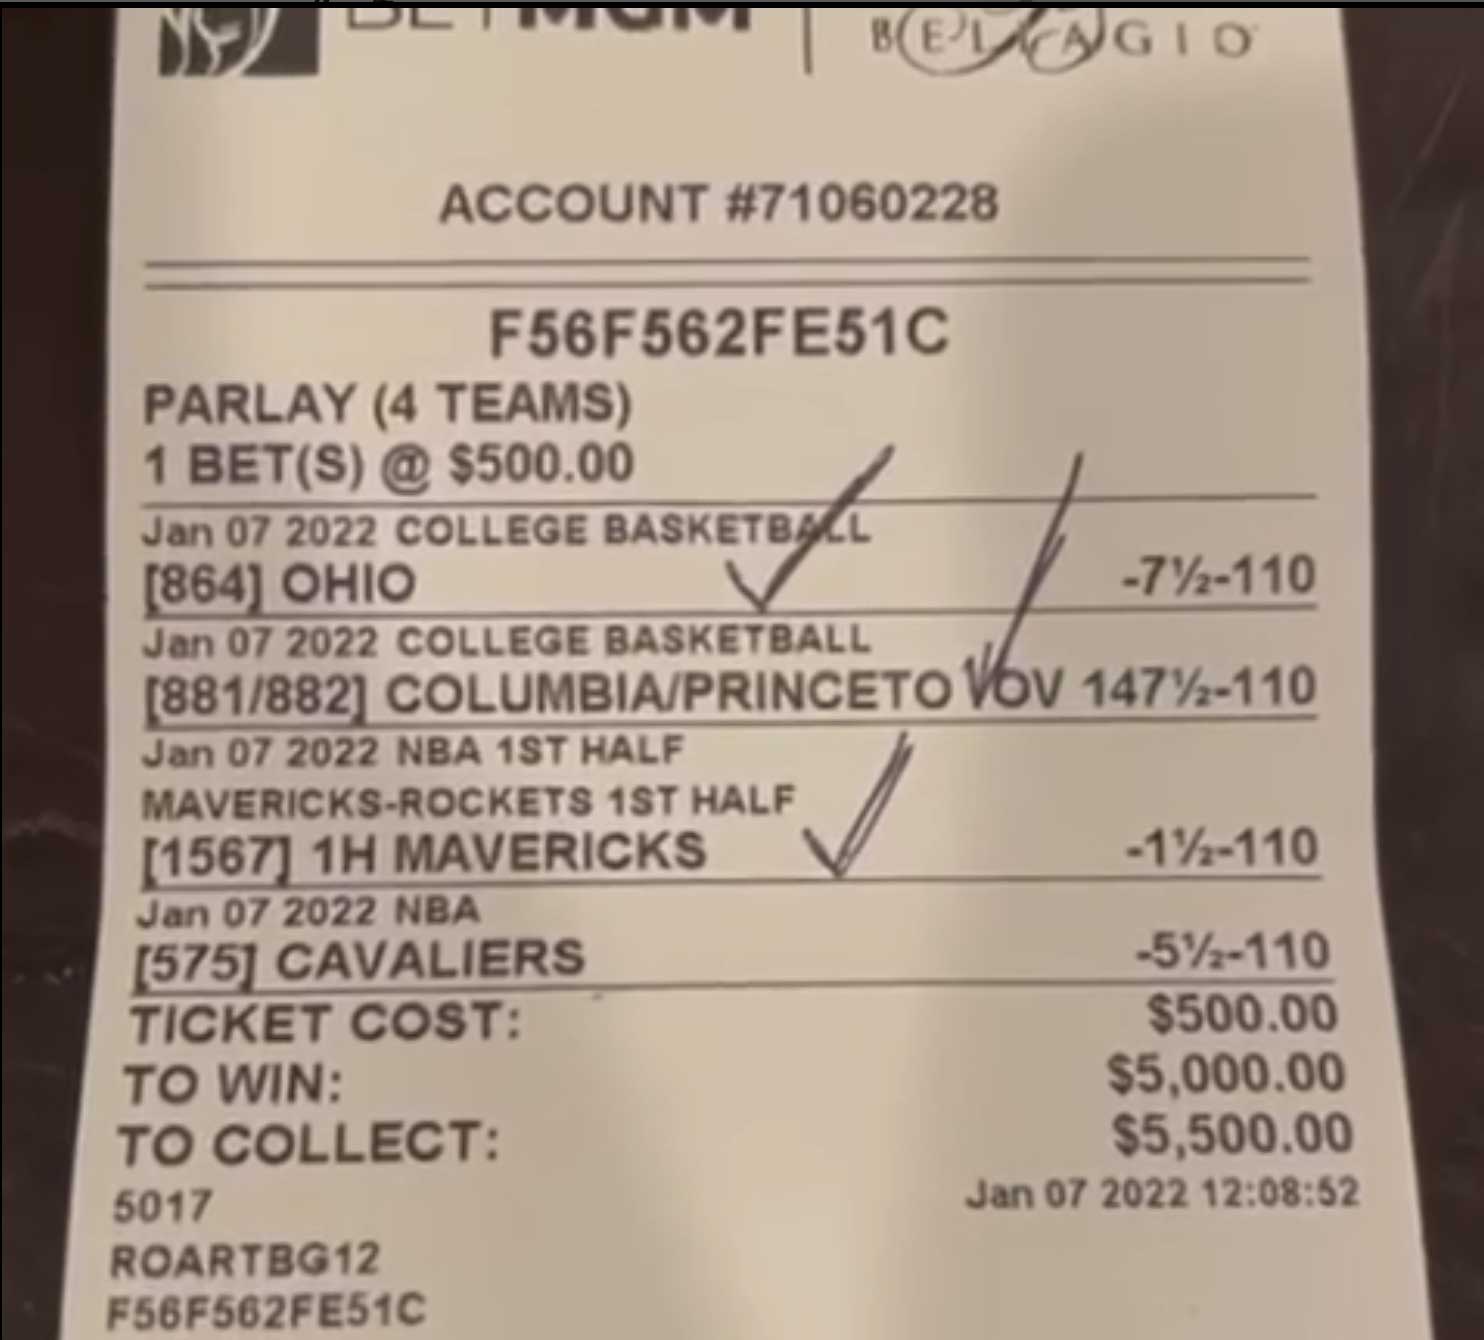 BETMGM | BELLAGIO
ACCOUNT #71060228
F56F562FE51C
PARLAY (4 TEAMS)
1 BET(S) @ $500.00
Jan 07 2022 COLLEGE BASKETBALL
[864] OHIO -7½-110
Jan 07 2022 COLLEGE BASKETBALL
[881/882] COLUMBIA/PRINCETO OV 147½-110
Jan 07 2022 NBA 1ST HALF
MAVERICKS-ROCKETS 1ST HALF
[1567] 1H MAVERICKS -1½-110
Jan 07 2022 NBA
[575] CAVALIERS -5½-110
TICKET COST: $500.00
TO WIN: $5,000.00
TO COLLECT: $5,500.00
5017 Jan 07 2022 12:08:52
ROARTBG12
F56F562FE51C